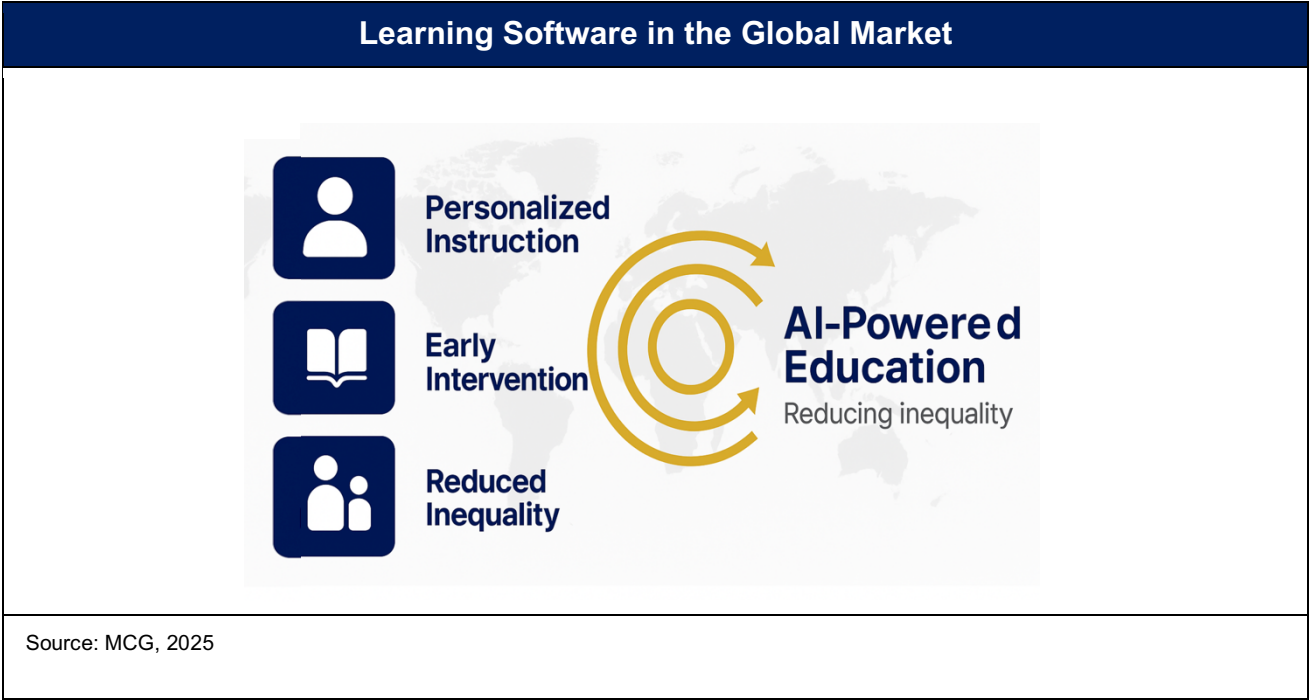 Learning Software in the Global Market
Personalized
Instruction
Early
Intervention
Reduced
Inequality
AI-Powered
Education
Reducing inequality
Source: MCG, 2025